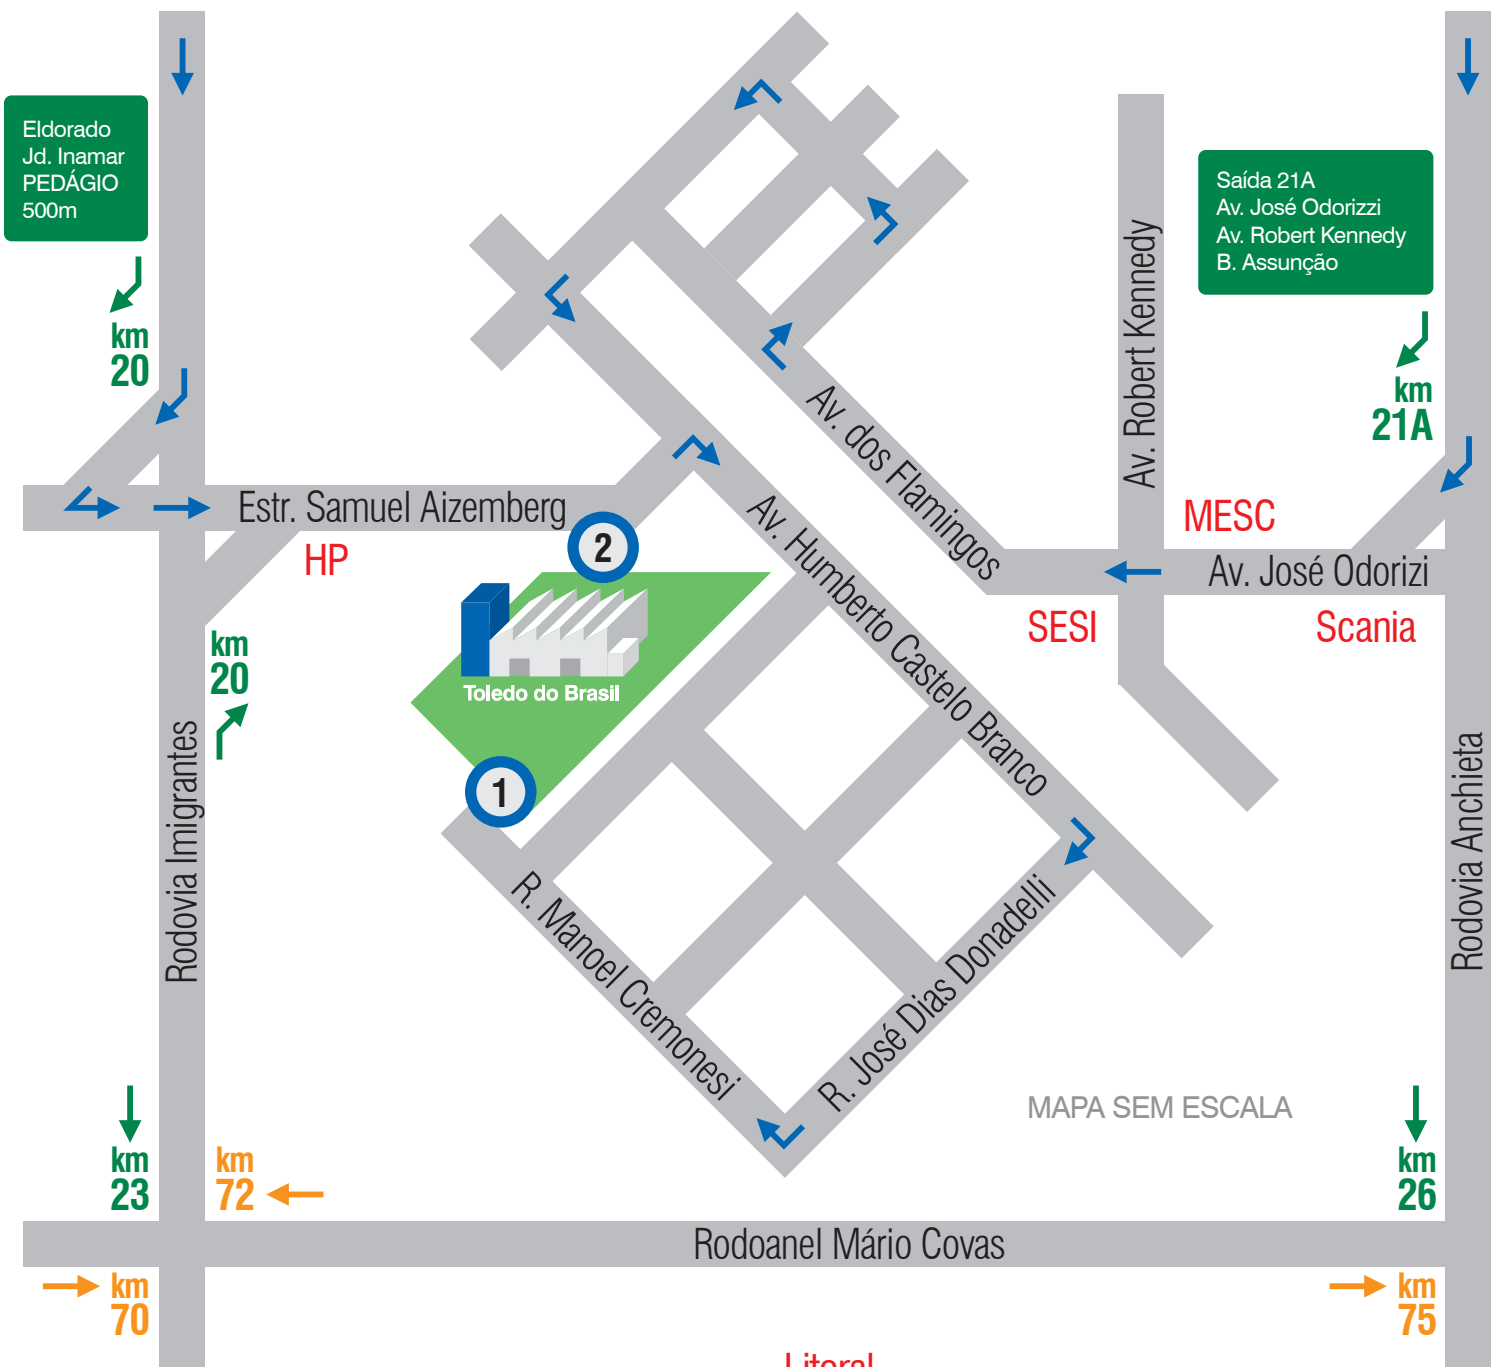 Eldorado
Jd. Inamar
PEDÁGIO
500m
km
20
Saída 21A
Av. José Odorizzi
Av. Robert Kennedy
B. Assunção
km
21A
Av. Robert Kennedy
Av. dos Flamingos
Estr. Samuel Aizemberg
HP
2
MESC
Av. José Odorizi
SESI
Scania
Av. Humberto Castelo Branco
km
20
Toledo do Brasil
1
Rodovia Imigrantes
Rodovia Anchieta
R. Manoel Cremonesi
R. José Dias Donadelli
MAPA SEM ESCALA
km
23
km
72
km
26
Rodoanel Mário Covas
km
70
km
75
Litoral